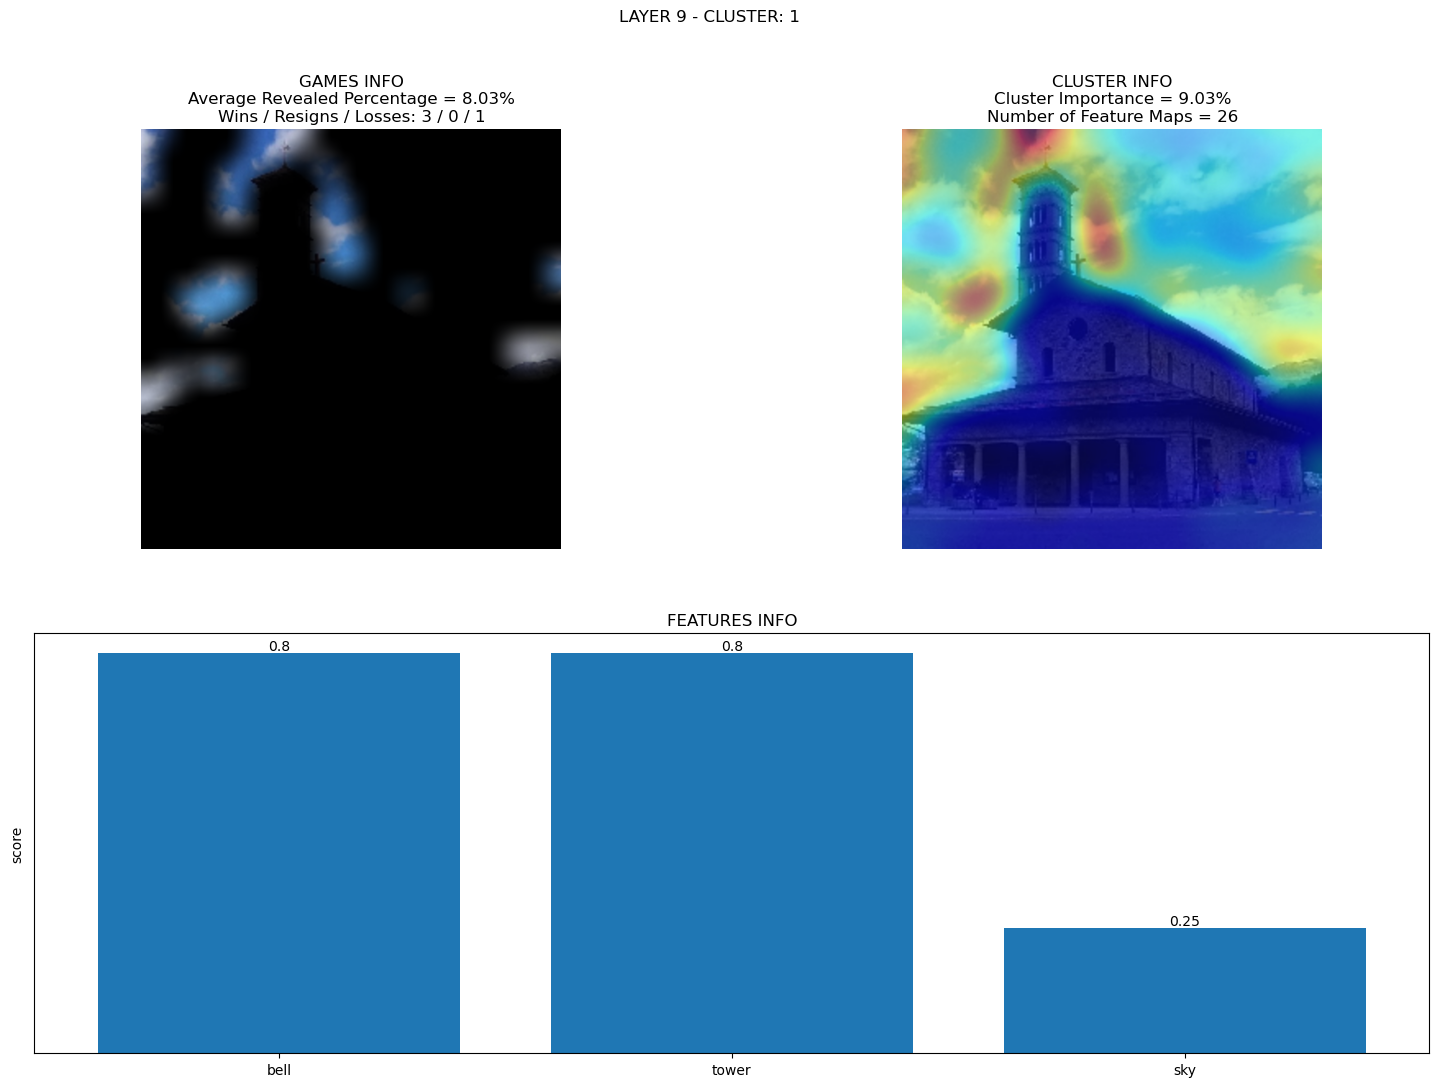 LAYER 9 - CLUSTER: 1
GAMES INFO
Average Revealed Percentage = 8.03%
Wins / Resigns / Losses: 3 / 0 / 1
CLUSTER INFO
Cluster Importance = 9.03%
Number of Feature Maps = 26
FEATURES INFO
score
0.8
0.8
0.25
bell
tower
sky